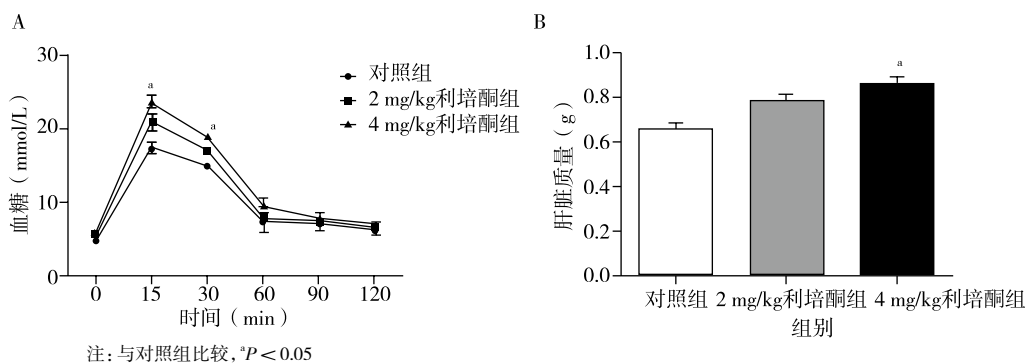 A
30
20
10
0
血糖（mmol/L）
a
a
对照组
2 mg/kg利培酮组
4 mg/kg利培酮组
0 15 30 60 90 120
时间（min）
注：与对照组比较，ᵃP＜0.05
B
1.0
0.8
0.6
0.4
0.2
0.0
肝脏质量（g）
a
对照组 2 mg/kg利培酮组 4 mg/kg利培酮组
组别